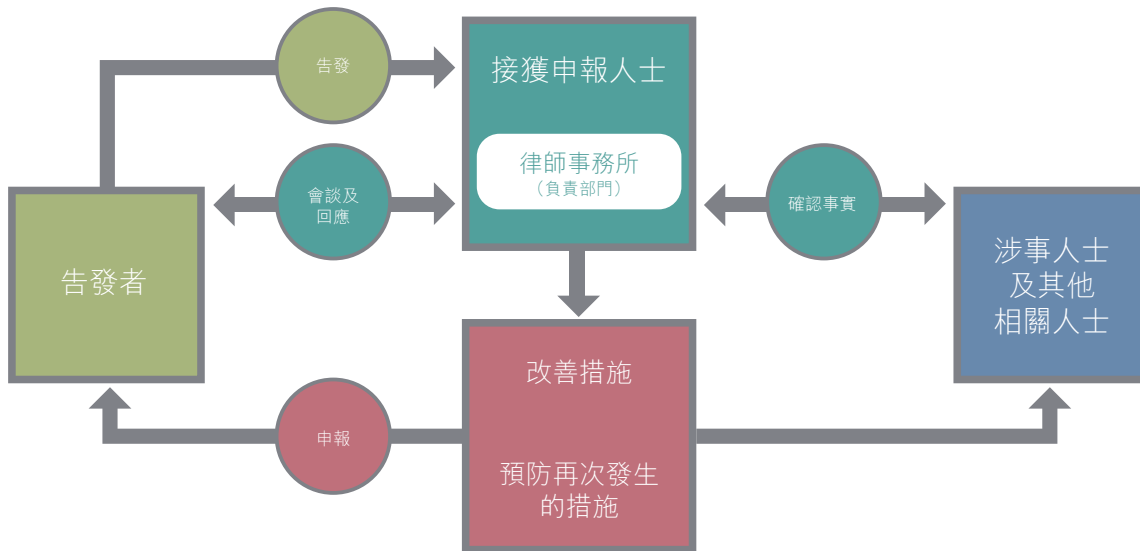 告發
接獲申報人士
律師事務所
（負責部門）
會談及
回應
確認事實
告發者
涉事人士
及其他
相關人士
改善措施
申報
預防再次發生
的措施